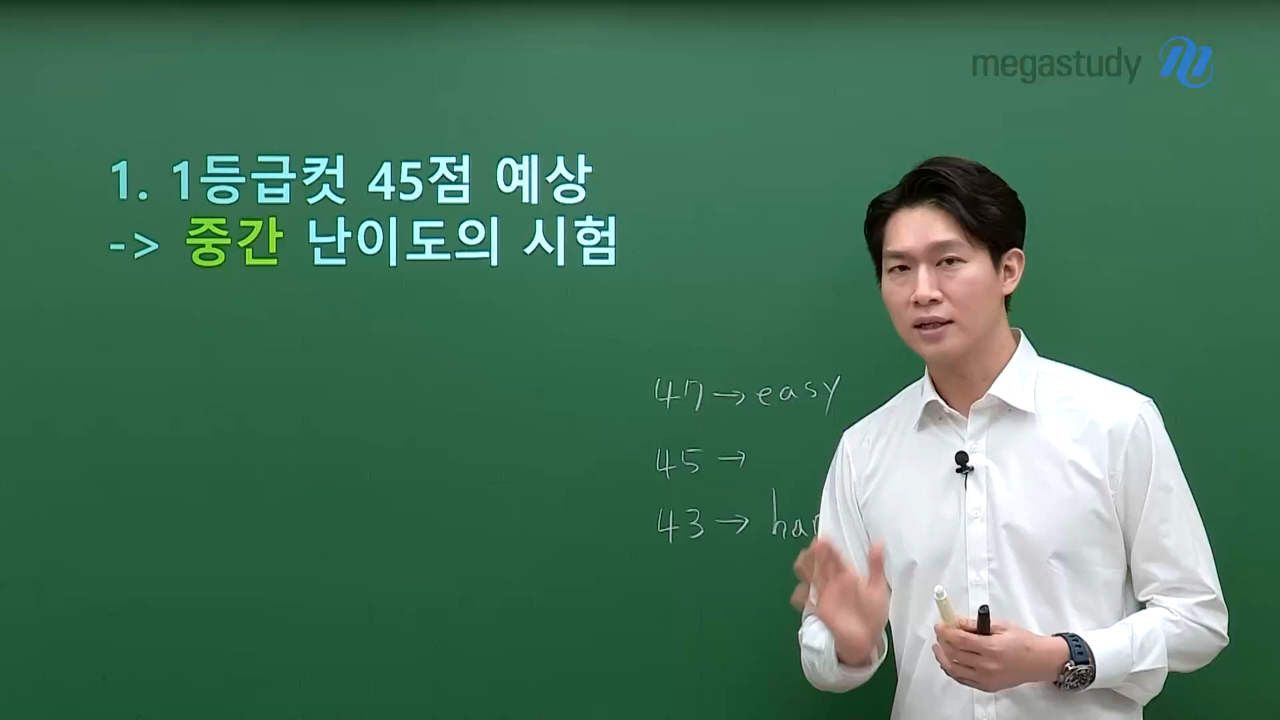 megastudy
1. 1등급컷 45점 예상
-> 중간 난이도의 시험
47→easy
45→
43→